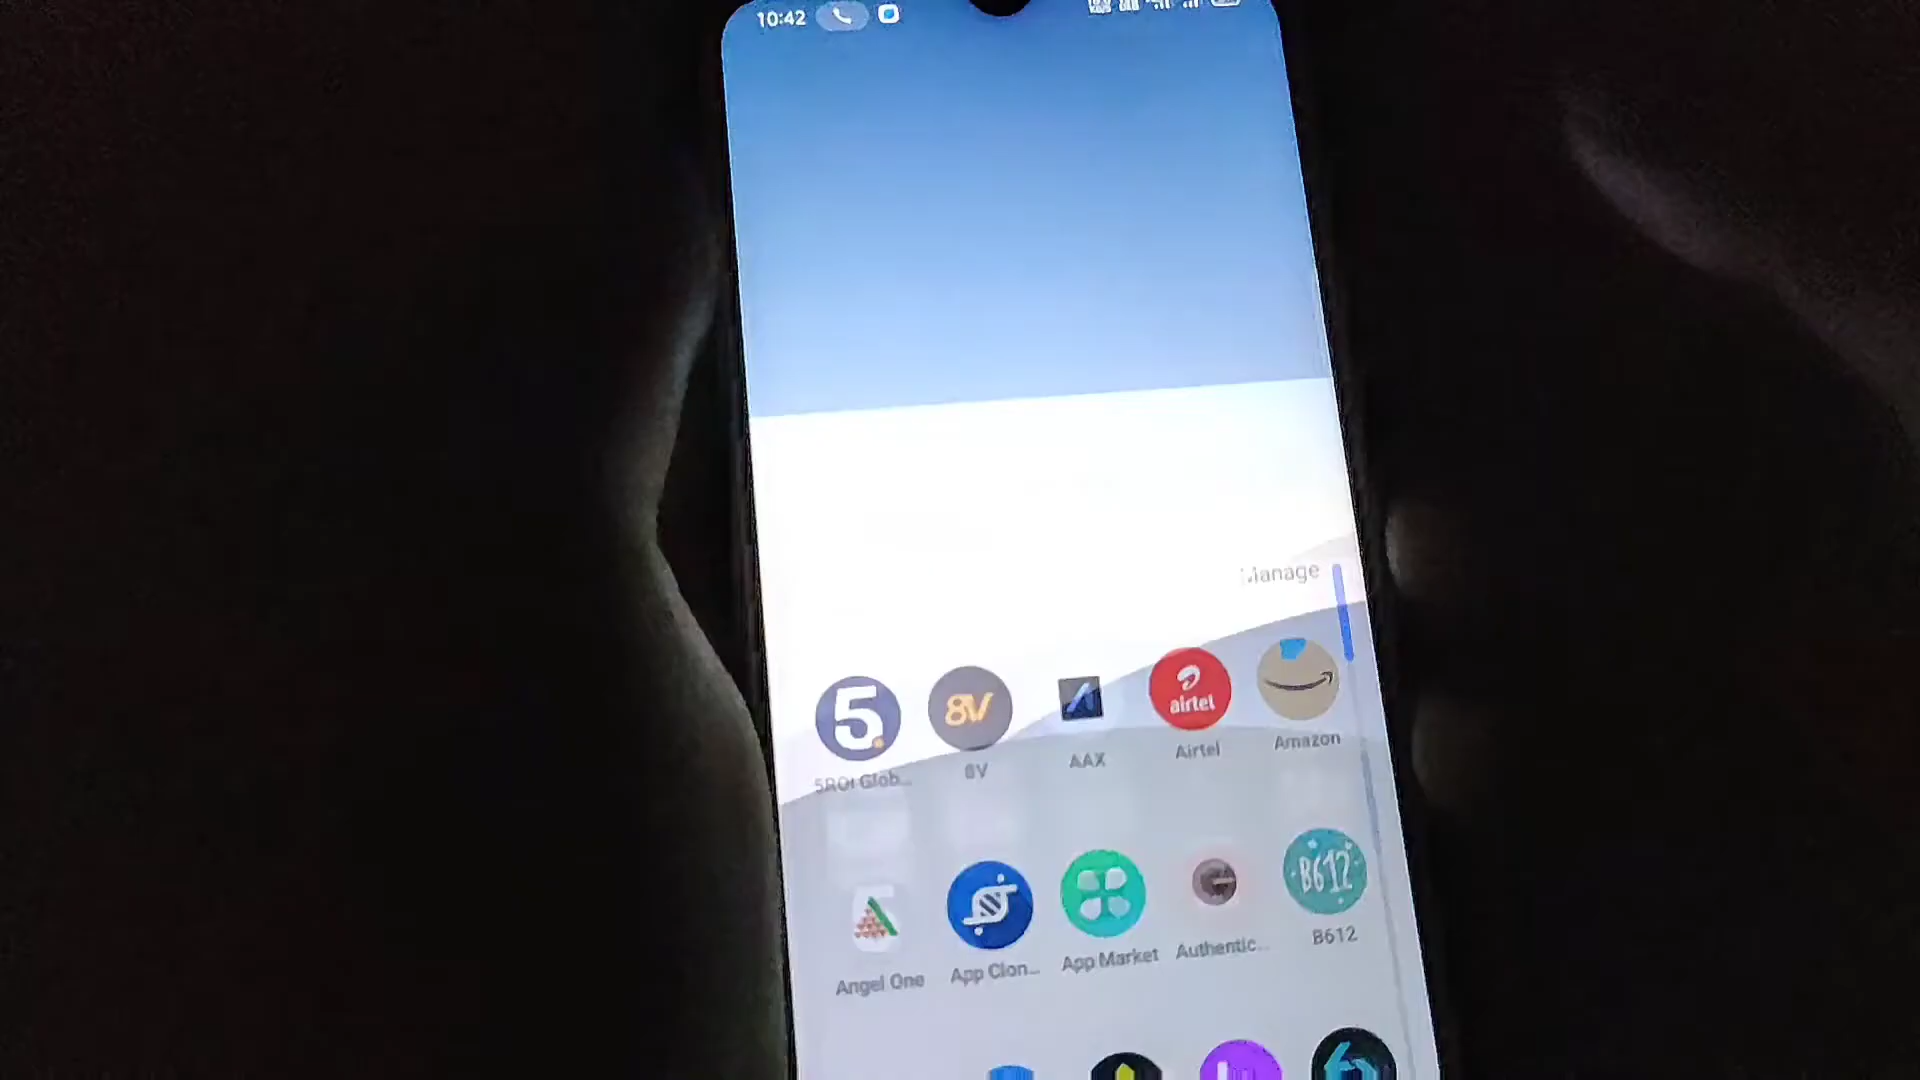 10:42
Manage
5 8V airtel
5ROI Glob... 8V AAX Airtel Amazon
B612
Angel One App Clon... App Market Authentic... B612